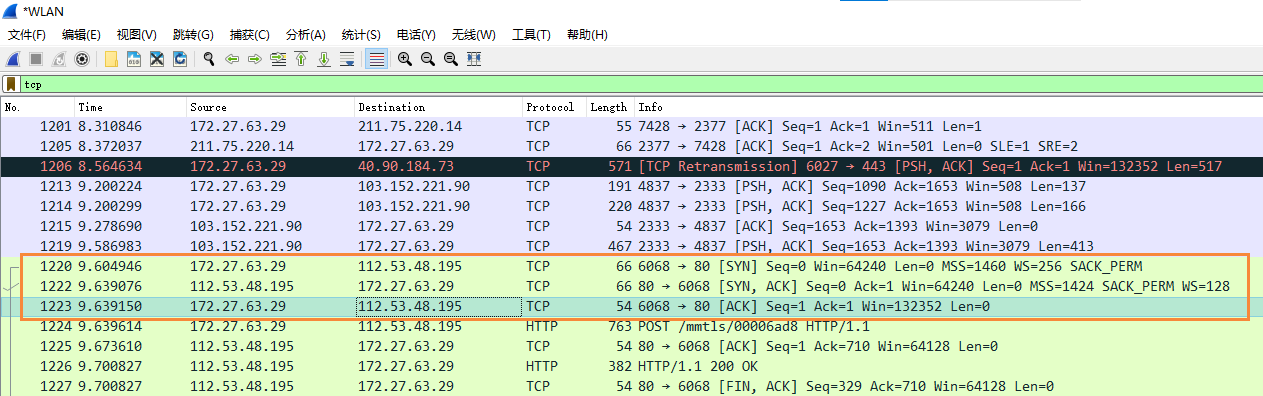 *WLAN
文件(F) 编辑(E) 视图(V) 跳转(G) 捕获(C) 分析(A) 统计(S) 电话(Y) 无线(W) 工具(T) 帮助(H)
tcp
No. Time Source Destination Protocol Length Info
1201 8.310846 172.27.63.29 211.75.220.14 TCP 55 7428 → 2377 [ACK] Seq=1 Ack=1 Win=511 Len=1
1205 8.372037 211.75.220.14 172.27.63.29 TCP 66 2377 → 7428 [ACK] Seq=1 Ack=2 Win=501 Len=0 SLE=1 SRE=2
1206 8.564634 172.27.63.29 40.90.184.73 TCP 571 [TCP Retransmission] 6027 → 443 [PSH, ACK] Seq=1 Ack=1 Win=132352 Len=517
1213 9.200224 172.27.63.29 103.152.221.90 TCP 191 4837 → 2333 [PSH, ACK] Seq=1090 Ack=1653 Win=508 Len=137
1214 9.200299 172.27.63.29 103.152.221.90 TCP 220 4837 → 2333 [PSH, ACK] Seq=1227 Ack=1653 Win=508 Len=166
1215 9.278690 103.152.221.90 172.27.63.29 TCP 54 2333 → 4837 [ACK] Seq=1653 Ack=1393 Win=3079 Len=0
1219 9.586983 103.152.221.90 172.27.63.29 TCP 467 2333 → 4837 [PSH, ACK] Seq=1653 Ack=1393 Win=3079 Len=413
1220 9.604946 172.27.63.29 112.53.48.195 TCP 66 6068 → 80 [SYN] Seq=0 Win=64240 Len=0 MSS=1460 WS=256 SACK_PERM
1222 9.639076 112.53.48.195 172.27.63.29 TCP 66 80 → 6068 [SYN, ACK] Seq=0 Ack=1 Win=64240 Len=0 MSS=1424 SACK_PERM WS=128
1223 9.639150 172.27.63.29 112.53.48.195 TCP 54 6068 → 80 [ACK] Seq=1 Ack=1 Win=132352 Len=0
1224 9.639614 172.27.63.29 112.53.48.195 HTTP 763 POST /mmtls/00006ad8 HTTP/1.1
1225 9.673610 112.53.48.195 172.27.63.29 TCP 54 80 → 6068 [ACK] Seq=1 Ack=710 Win=64128 Len=0
1226 9.700827 112.53.48.195 172.27.63.29 HTTP 382 HTTP/1.1 200 OK
1227 9.700827 112.53.48.195 172.27.63.29 TCP 54 80 → 6068 [FIN, ACK] Seq=329 Ack=710 Win=64128 Len=0